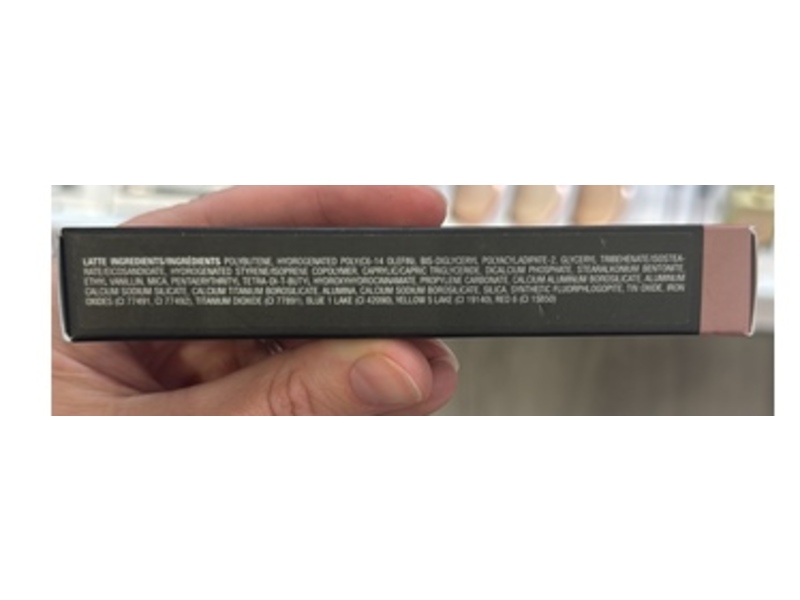 LATTE INGREDIENTS/INGRÉDIENTS POLYBUTENE, HYDROGENATED POLY(C6-14 OLEFIN), BIS-DIGLYCERYL POLYACYLADIPATE-2, GLYCERYL TRIBEHENATE/ISOSTEA-
RATE/EICOSANDIOATE, HYDROGENATED STYRENE/ISOPRENE COPOLYMER, CAPRYLIC/CAPRIC TRIGLYCERIDE, DICALCIUM PHOSPHATE, STEARALKONIUM BENTONITE,
ETHYL VANILLIN, MICA, PENTAERYTHRITYL TETRA-DI-T-BUTYL HYDROXYHYDROCINNAMATE, PROPYLENE CARBONATE, CALCIUM ALUMINUM BOROSILICATE, ALUMINUM
CALCIUM SODIUM SILICATE, CALCIUM TITANIUM BOROSILICATE, ALUMINA, CALCIUM SODIUM BOROSILICATE, SILICA, SYNTHETIC FLUORPHLOGOPITE, TIN OXIDE, IRON
OXIDES (CI 77491, CI 77492), TITANIUM DIOXIDE (CI 77891), BLUE 1 LAKE (CI 42090), YELLOW 5 LAKE (CI 19140), RED 6 (CI 15850)